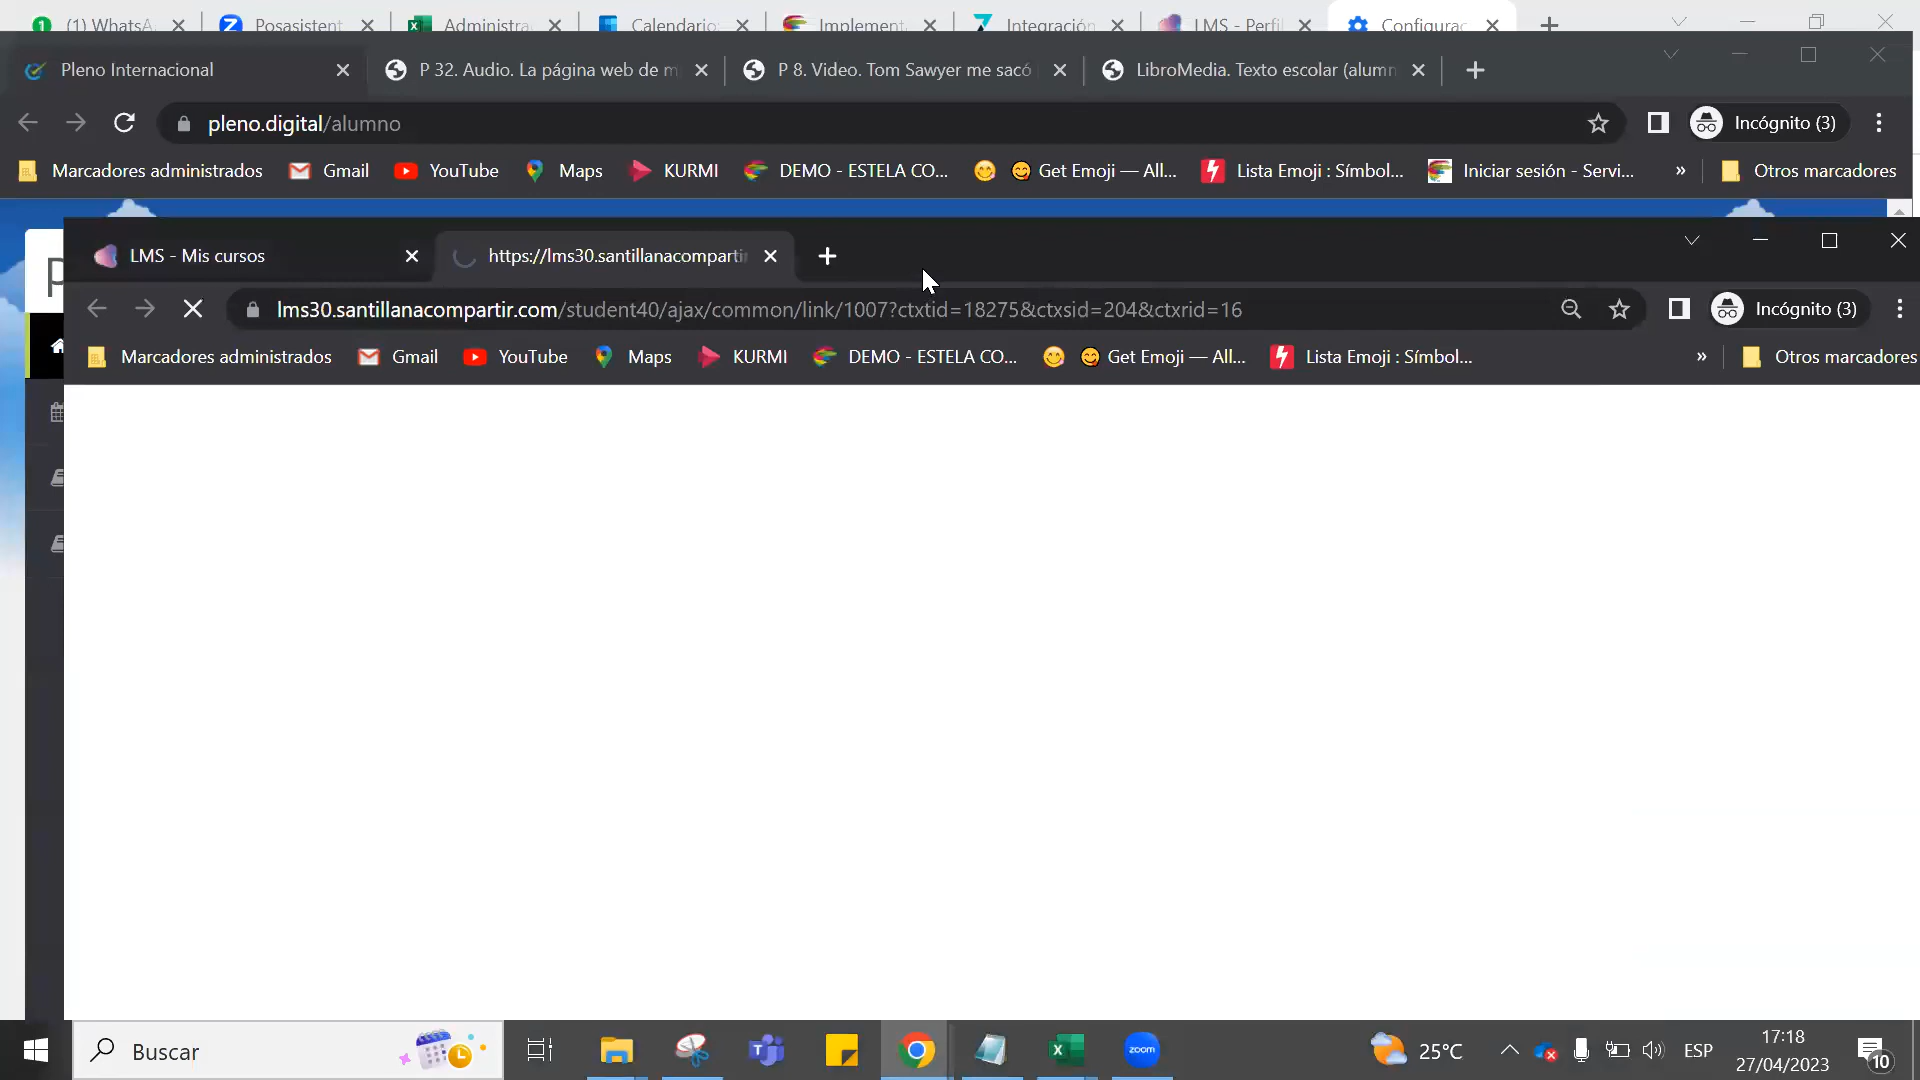 (1) WhatsA Posasistent Administra Calendario: Implement Integración LMS - Perfil Configurac
Pleno Internacional P 32. Audio. La página web de m P 8. Video. Tom Sawyer me sacó LibroMedia. Texto escolar (alumn
pleno.digital/alumno Incógnito (3)
Marcadores administrados Gmail YouTube Maps KURMI DEMO - ESTELA CO... Get Emoji — All... Lista Emoji : Símbol... Iniciar sesión - Servi... » Otros marcadores
p
LMS - Mis cursos https://lms30.santillanacomparti
lms30.santillanacompartir.com/student40/ajax/common/link/1007?ctxtid=18275&ctxsid=204&ctxrid=16 Incógnito (3)
Marcadores administrados Gmail YouTube Maps KURMI DEMO - ESTELA CO... Get Emoji — All... Lista Emoji : Símbol... » Otros marcadores
Buscar zoom 25°C ESP 17:18
27/04/2023 10